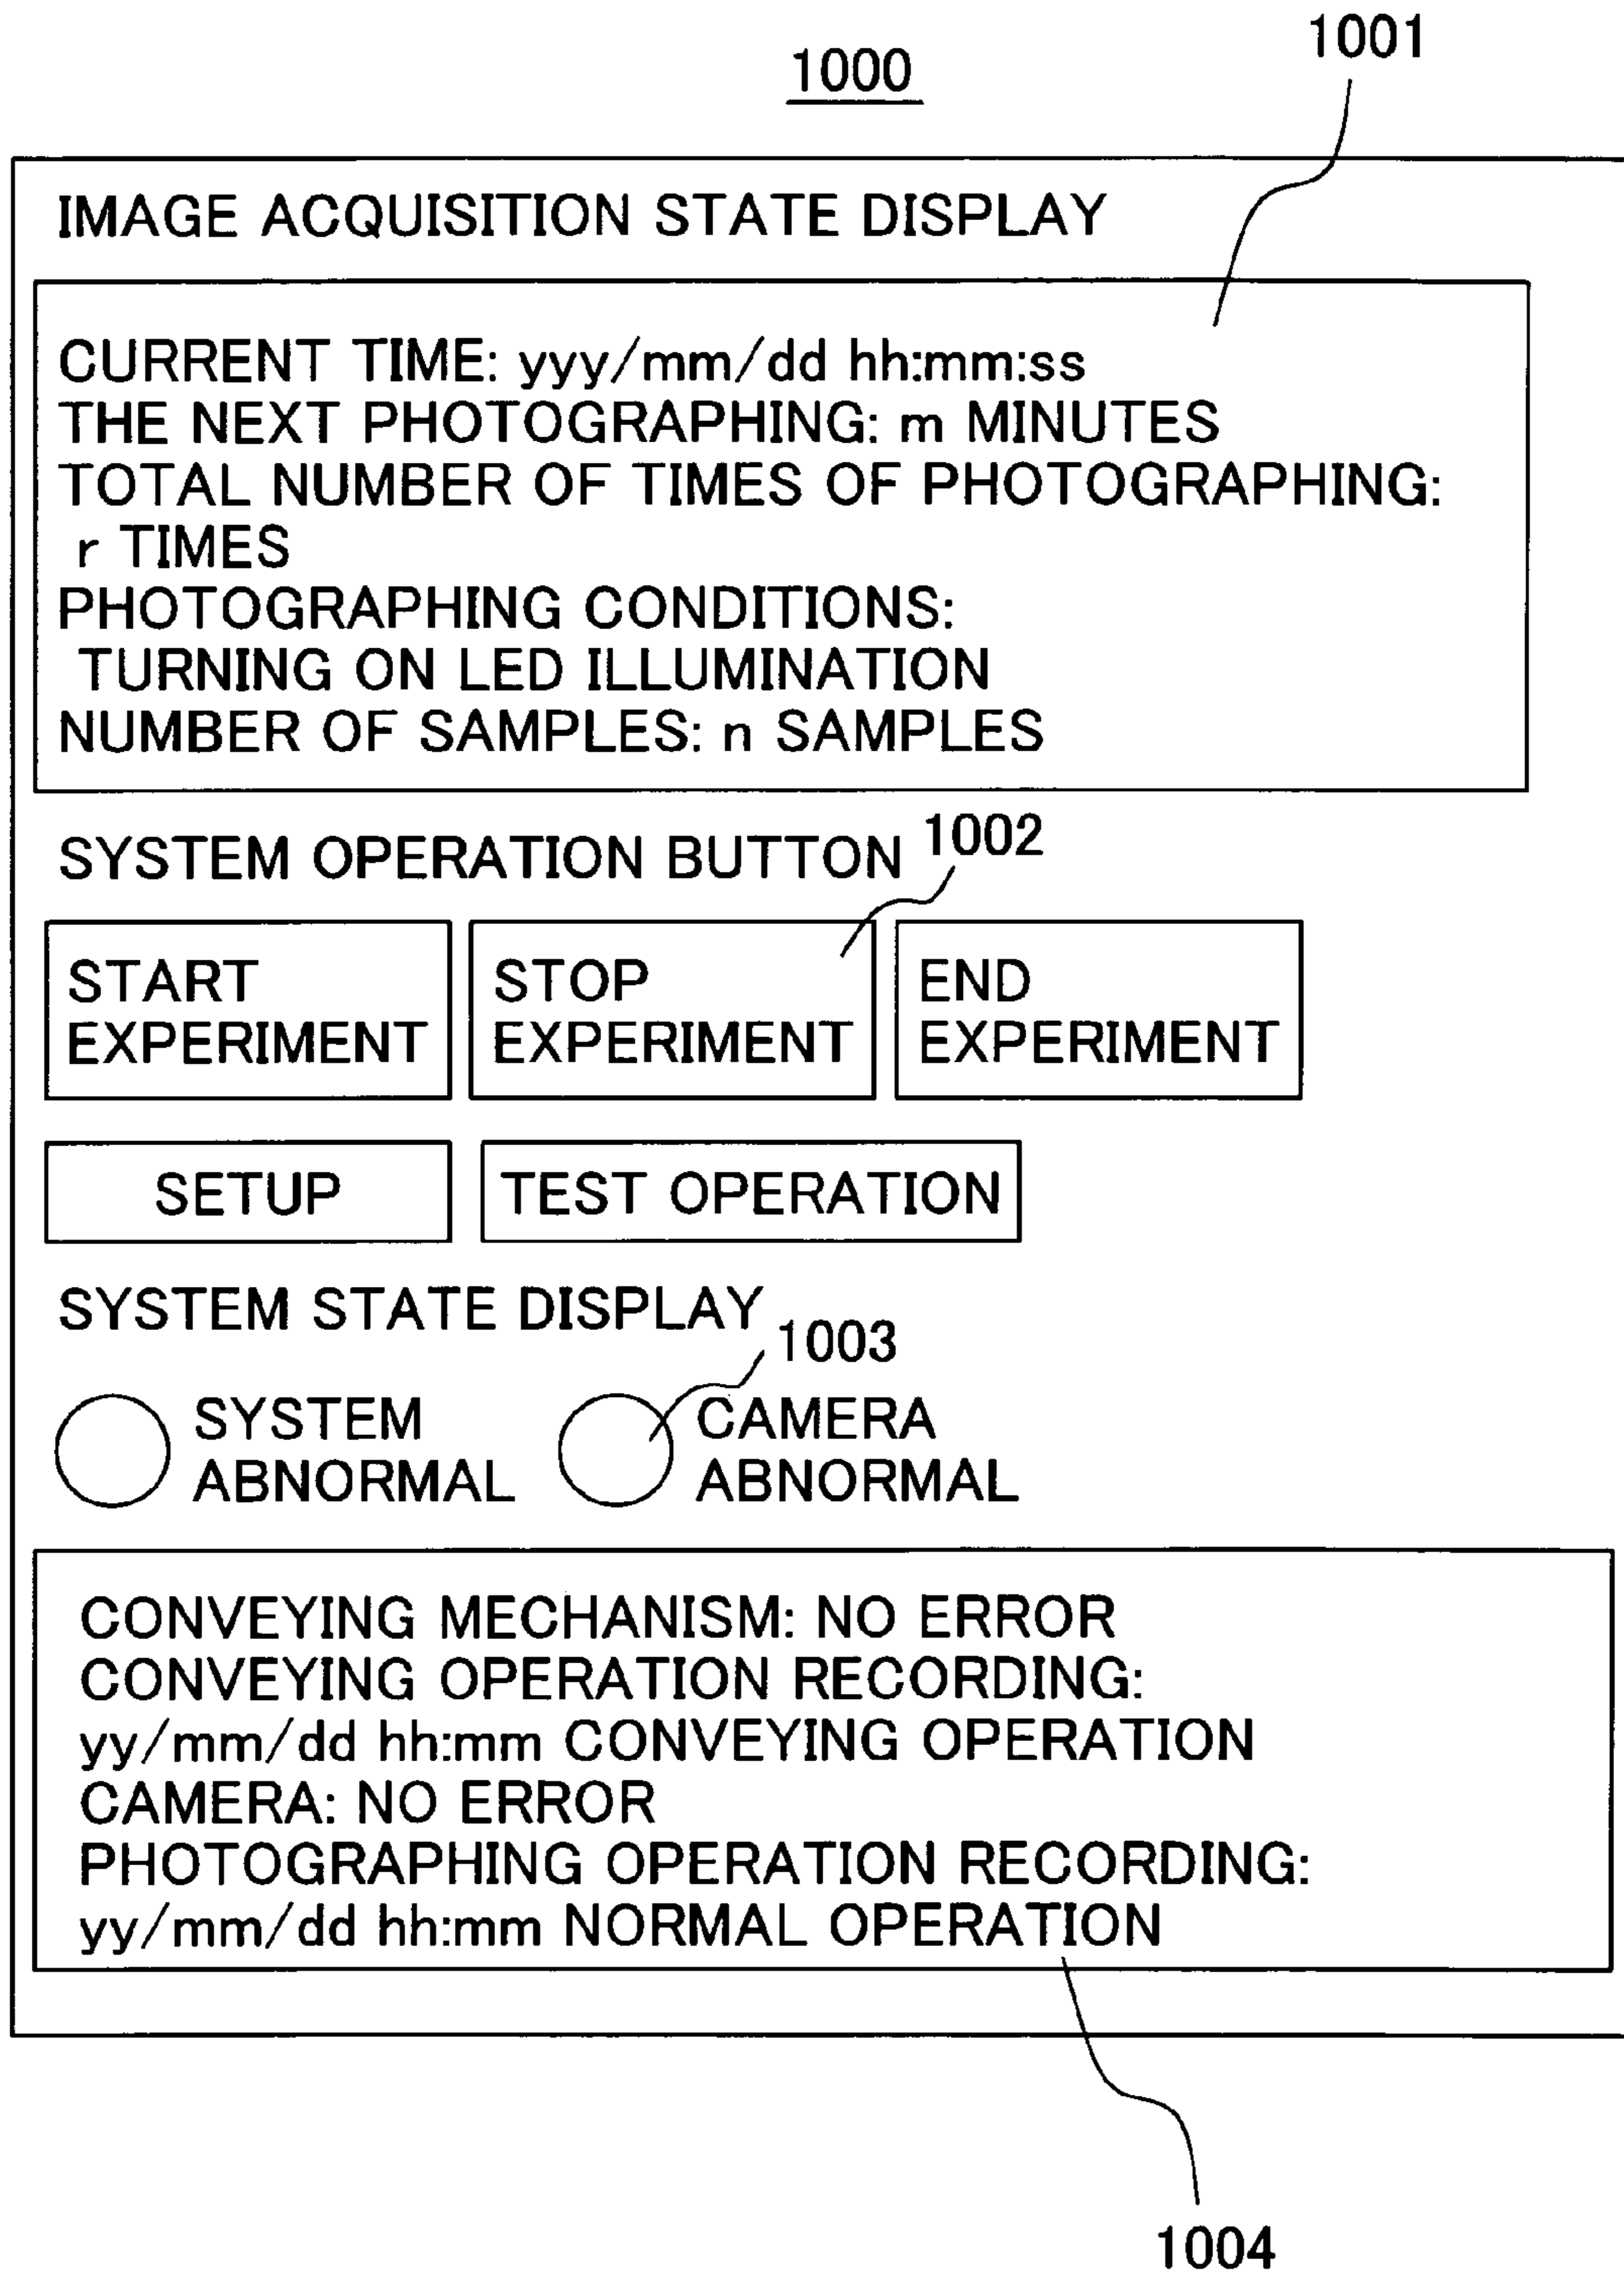 1001
1000
IMAGE ACQUISITION STATE DISPLAY
CURRENT TIME: yyy/mm/dd hh:mm:ss
THE NEXT PHOTOGRAPHING: m MINUTES
TOTAL NUMBER OF TIMES OF PHOTOGRAPHING:
r TIMES
PHOTOGRAPHING CONDITIONS:
TURNING ON LED ILLUMINATION
NUMBER OF SAMPLES: n SAMPLES
SYSTEM OPERATION BUTTON 1002
START
EXPERIMENT
STOP
EXPERIMENT
END
EXPERIMENT
SETUP
TEST OPERATION
SYSTEM STATE DISPLAY
1003
SYSTEM
ABNORMAL
CAMERA
ABNORMAL
CONVEYING MECHANISM: NO ERROR
CONVEYING OPERATION RECORDING:
yy/mm/dd hh:mm CONVEYING OPERATION
CAMERA: NO ERROR
PHOTOGRAPHING OPERATION RECORDING:
yy/mm/dd hh:mm NORMAL OPERATION
1004